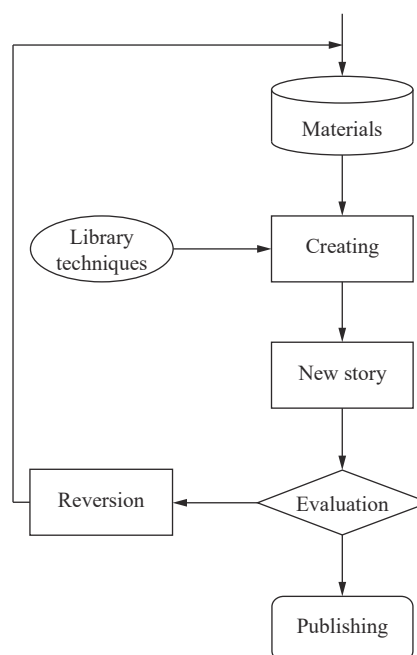 Materials
Library
techniques
Creating
New story
Reversion
Evaluation
Publishing